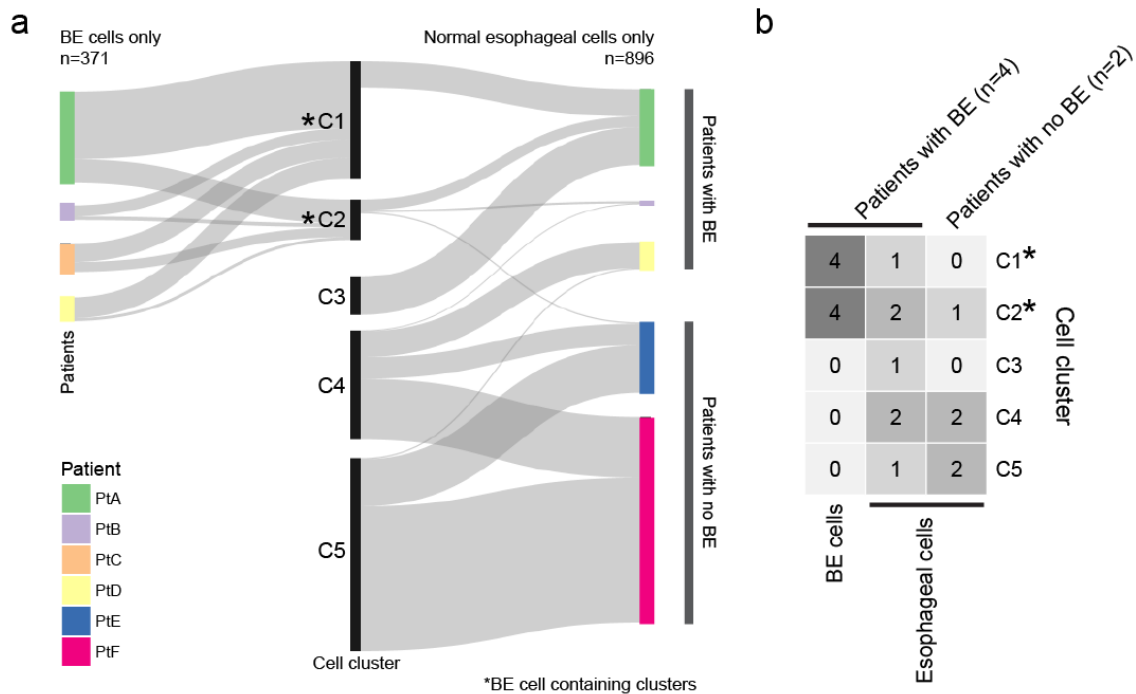 a
BE cells only
n=371
Normal esophageal cells only
n=896
*C1
*C2
C3
C4
C5
Patients
Cell cluster
Patients with BE
Patients with no BE
Patient
PtA
PtB
PtC
PtD
PtE
PtF
*BE cell containing clusters
b
Patients with BE (n=4)
Patients with no BE (n=2)
4 1 0 C1*
4 2 1 C2*
0 1 0 C3
0 2 2 C4
0 1 2 C5
Cell cluster
BE cells
Esophageal cells